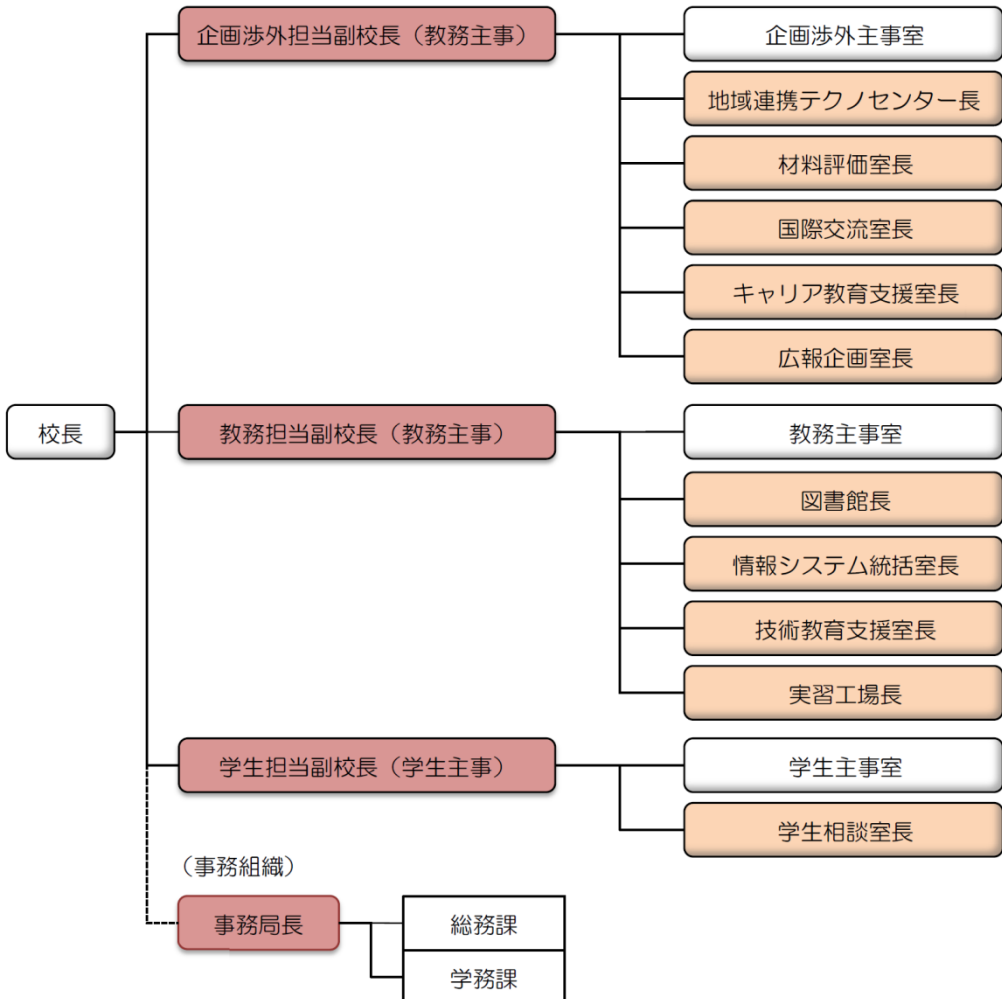 企画渉外担当副校長（教務主事）
企画渉外主事室
地域連携テクノセンター長
材料評価室長
国際交流室長
キャリア教育支援室長
広報企画室長
校長
教務担当副校長（教務主事）
教務主事室
図書館長
情報システム統括室長
技術教育支援室長
実習工場長
学生担当副校長（学生主事）
学生主事室
学生相談室長
（事務組織）
事務局長
総務課
学務課